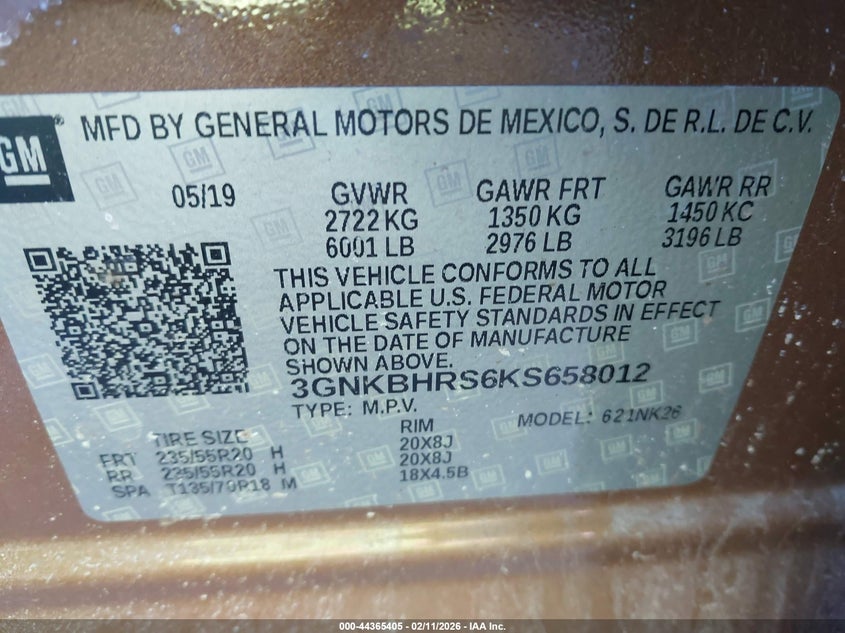 MFD BY GENERAL MOTORS DE MEXICO, S. DE R.L. DE C.V.
GM
05/19 GVWR GAWR FRT GAWR RR
2722 KG 1350 KG 1450 KG
6001 LB 2976 LB 3196 LB
THIS VEHICLE CONFORMS TO ALL
APPLICABLE U.S. FEDERAL MOTOR
VEHICLE SAFETY STANDARDS IN EFFECT
ON THE DATE OF MANUFACTURE
SHOWN ABOVE.
3GNKBHRS6KS658012
TYPE: M.P.V. MODEL: 621NK26
TIRE SIZE RIM
FRT 235/55R20 H 20X8J
RR 235/55R20 H 20X8J
SPA T135/70R18 M 18X4.5B
000-44365405 - 02/11/2026 - IAA Inc.